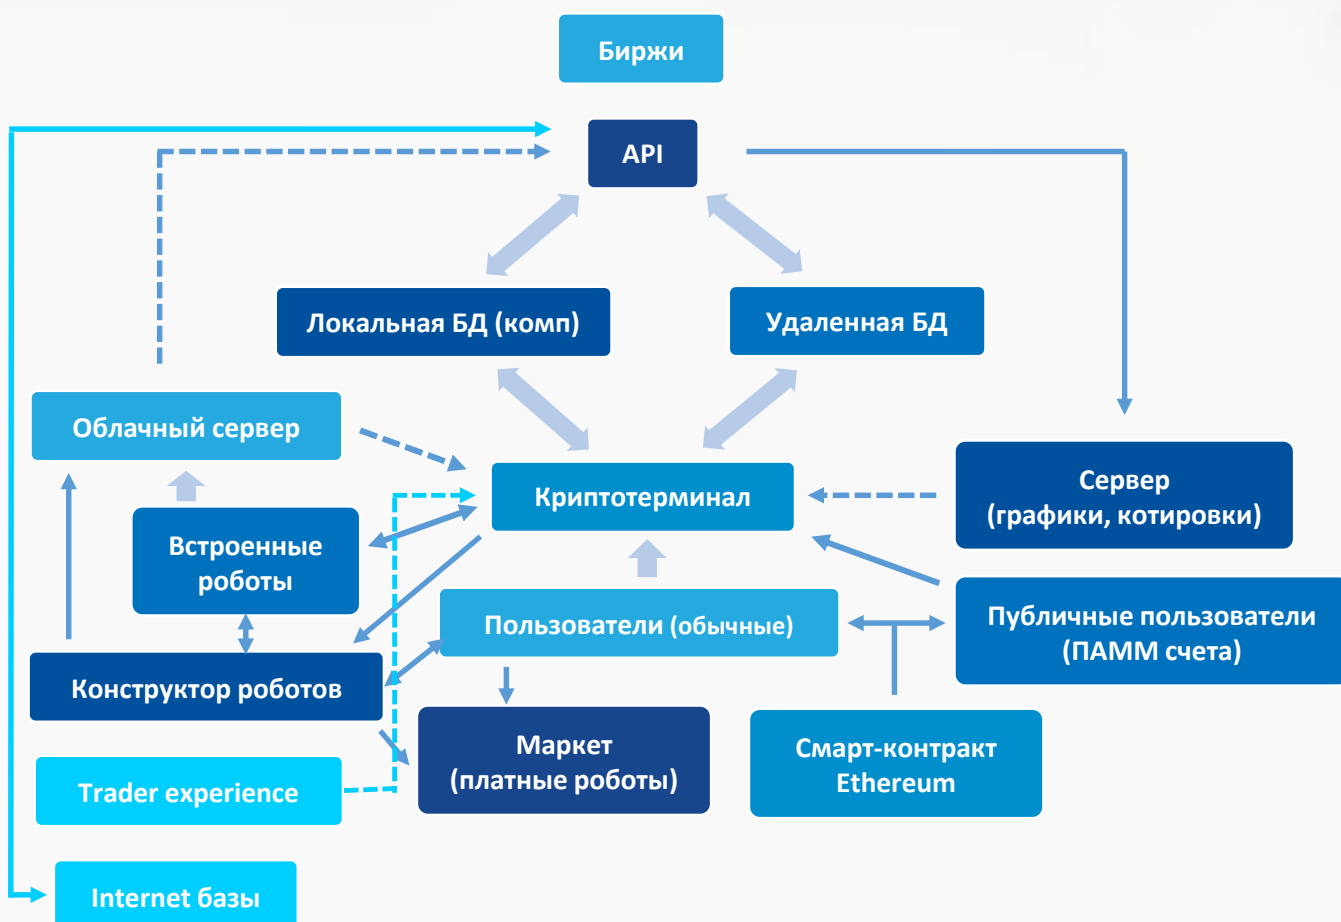 Биржи
API
Локальная БД (комп)
Удаленная БД
Облачный сервер
Криптотерминал
Сервер
(графики, котировки)
Встроенные
роботы
Пользователи (обычные)
Публичные пользователи
(ПАММ счета)
Конструктор роботов
Маркет
(платные роботы)
Смарт-контракт
Ethereum
Trader experience
Internet базы